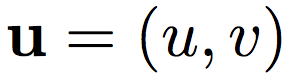 𝐮 = (𝑢, 𝑣)